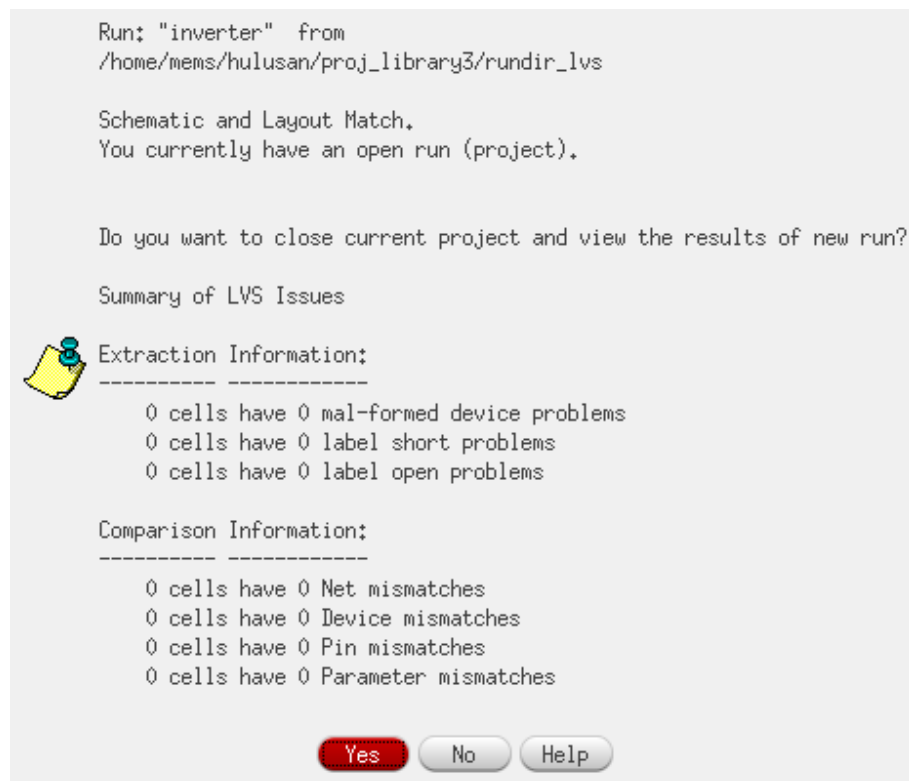 Run: "inverter" from
/home/mems/hulusan/proj_library3/rundir_lvs
Schematic and Layout Match.
You currently have an open run (project).
Do you want to close current project and view the results of new run?
Summary of LVS Issues
Extraction Information:
---------- ------------
0 cells have 0 mal-formed device problems
0 cells have 0 label short problems
0 cells have 0 label open problems
Comparison Information:
---------- ------------
0 cells have 0 Net mismatches
0 cells have 0 Device mismatches
0 cells have 0 Pin mismatches
0 cells have 0 Parameter mismatches
Yes No Help